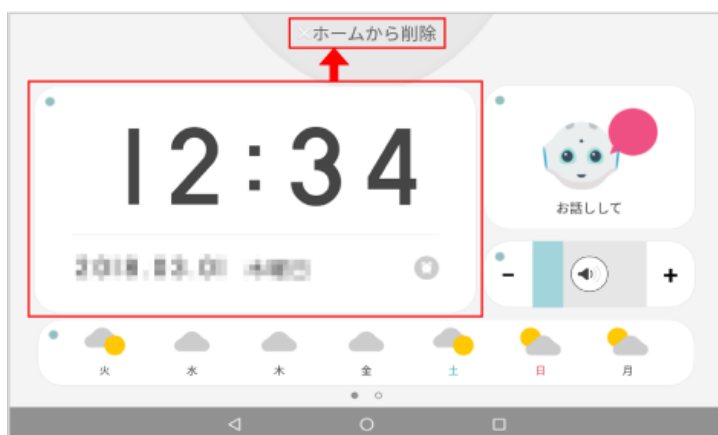 ×ホームから削除
12:34
お話しして
- +
火 水 木 金 土 日 月